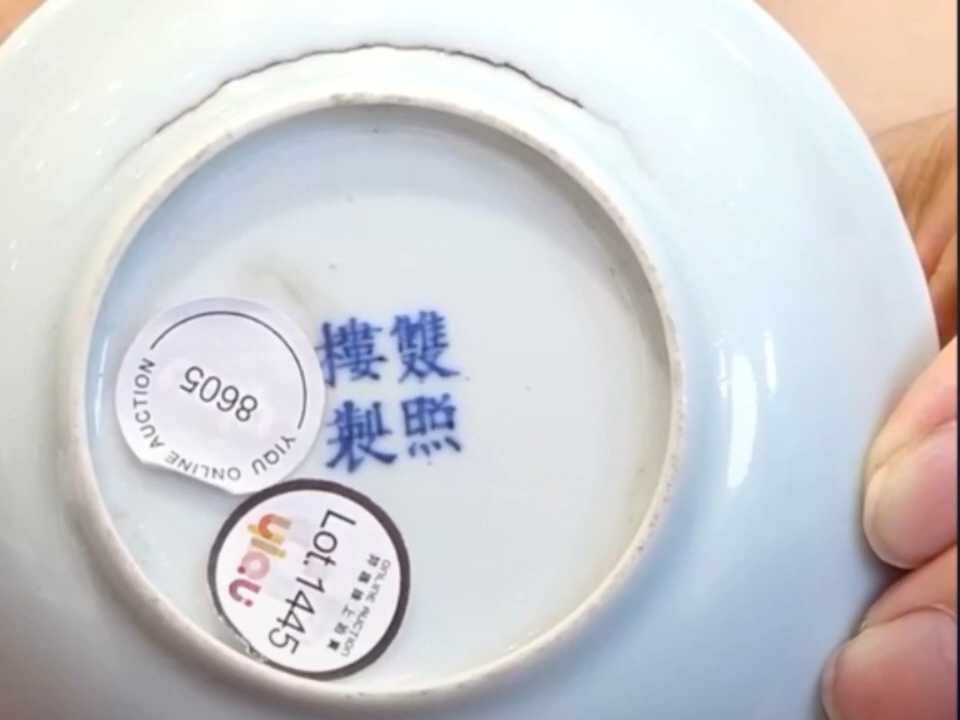 雙照
樓製
8605
YIQU ONLINE AUCTION
yiqu
Lot.1445
ONLINE AUCTION